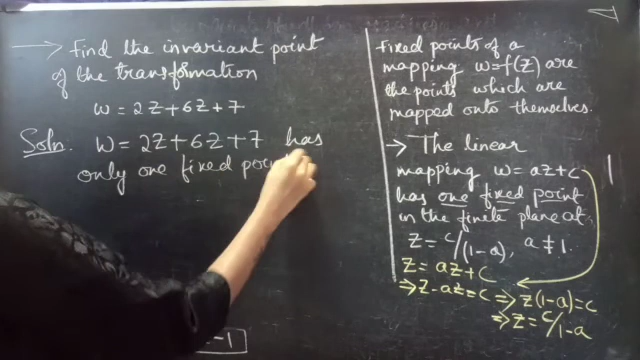 → Find the invariant point
of the transformation
w = 2z + 6z + 7
Soln. w = 2z + 6z + 7 has
only one fixed point
-1
Fixed points of a
mapping w=f(z) are
the points which are
mapped onto themselves.
→ The linear
mapping w = az+c
has one fixed point
in the finite plane at
z = c/(1-a), a ≠ 1.
z = az + c
⇒ z - az = c ⇒ z(1-a) = c
⇒ z = c/1-a